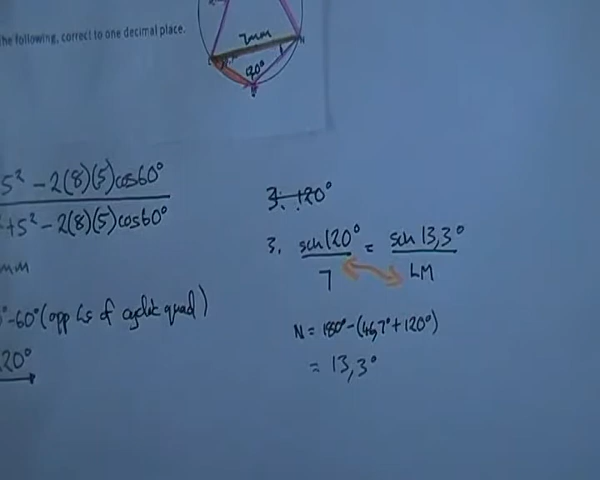 he following, correct to one decimal place.
7mm
120°
5² - 2(8)(5)cos60°
+5² - 2(8)(5)cos60°
mm
°-60° (opp ∠s of cyclic quad)
20°
3. 120°
3. sin120°/7 = sin13,3°/LM
N = 180° - (46,7° + 120°)
= 13,3°